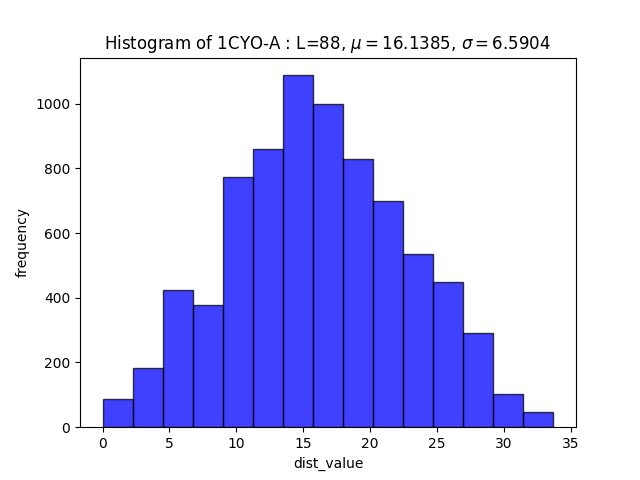 Histogram of 1CYO-A : L=88, μ = 16.1385, σ = 6.5904
1000
800
600
400
200
0
frequency
0 5 10 15 20 25 30 35
dist_value